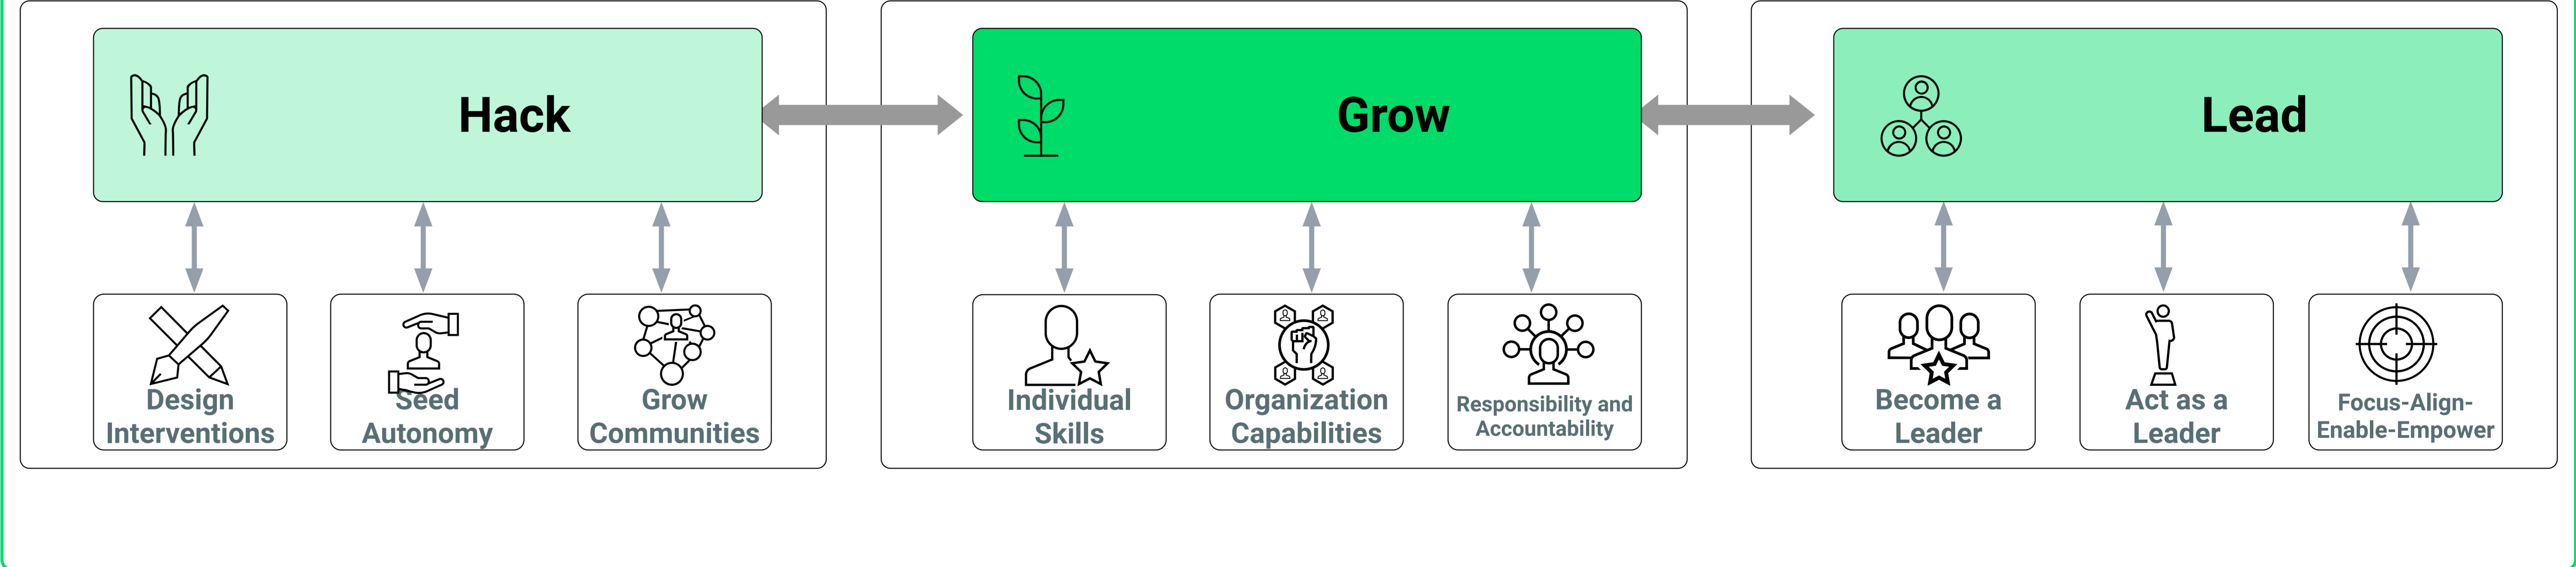 Hack
Grow
Lead
Design
Interventions
Seed
Autonomy
Grow
Communities
Individual
Skills
Organization
Capabilities
Responsibility and
Accountability
Become a
Leader
Act as a
Leader
Focus-Align-
Enable-Empower